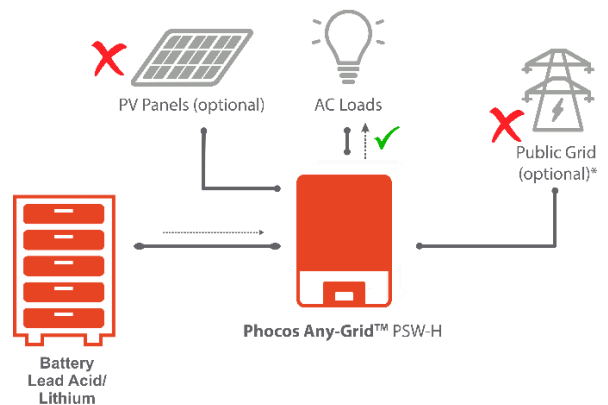 PV Panels (optional)
AC Loads
Public Grid
(optional)*
Phocos Any-Grid™ PSW-H
Battery
Lead Acid/
Lithium